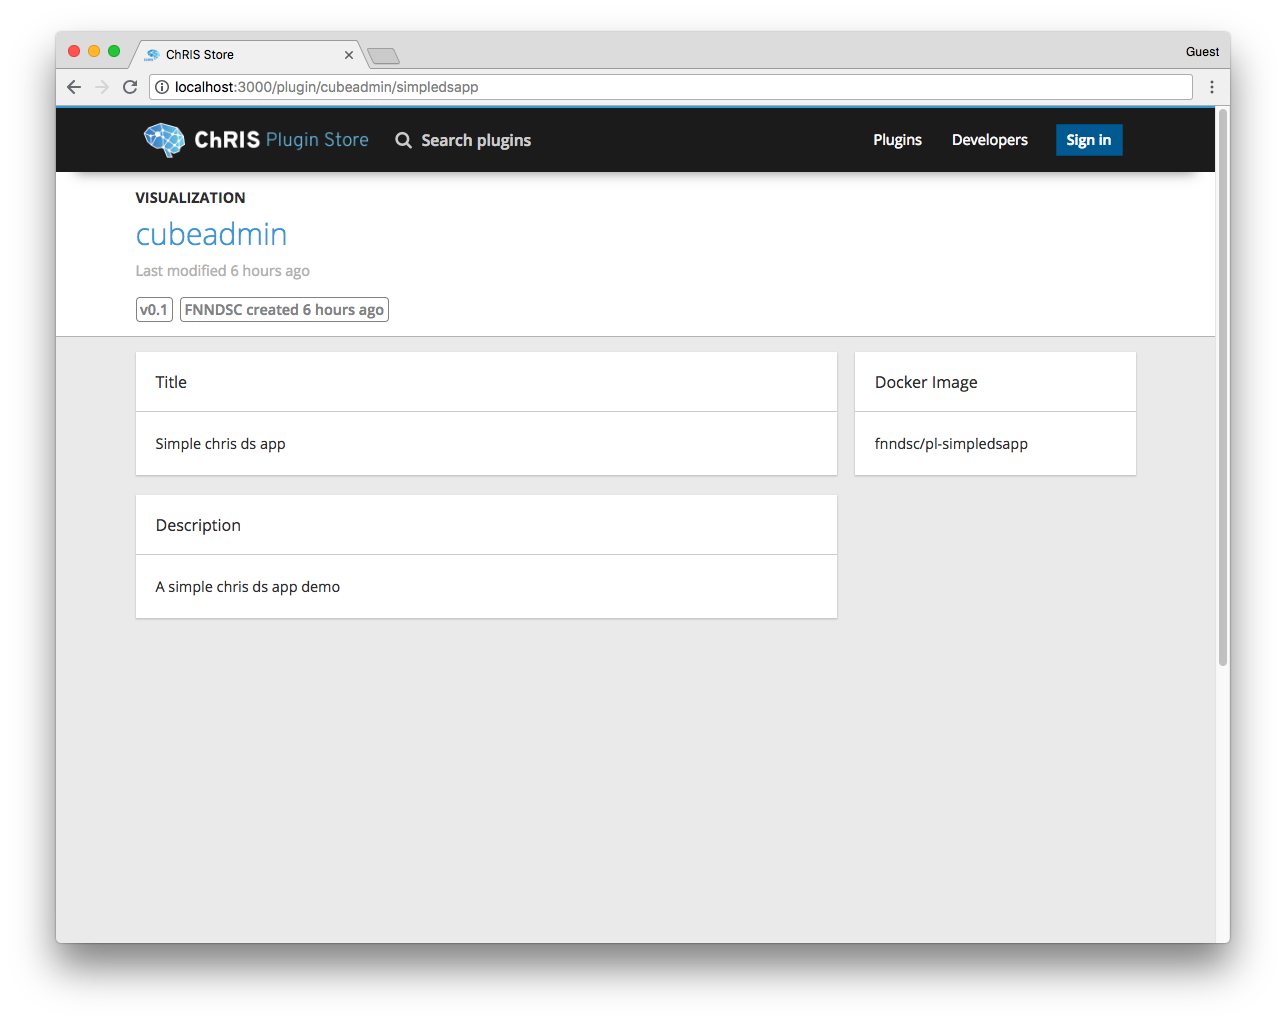 ChRIS Store
Guest
localhost:3000/plugin/cubeadmin/simpledsapp
ChRIS Plugin Store
Search plugins
Plugins
Developers
Sign in
VISUALIZATION
cubeadmin
Last modified 6 hours ago
v0.1
FNNDSC created 6 hours ago
Title
Simple chris ds app
Docker Image
fnndsc/pl-simpledsapp
Description
A simple chris ds app demo